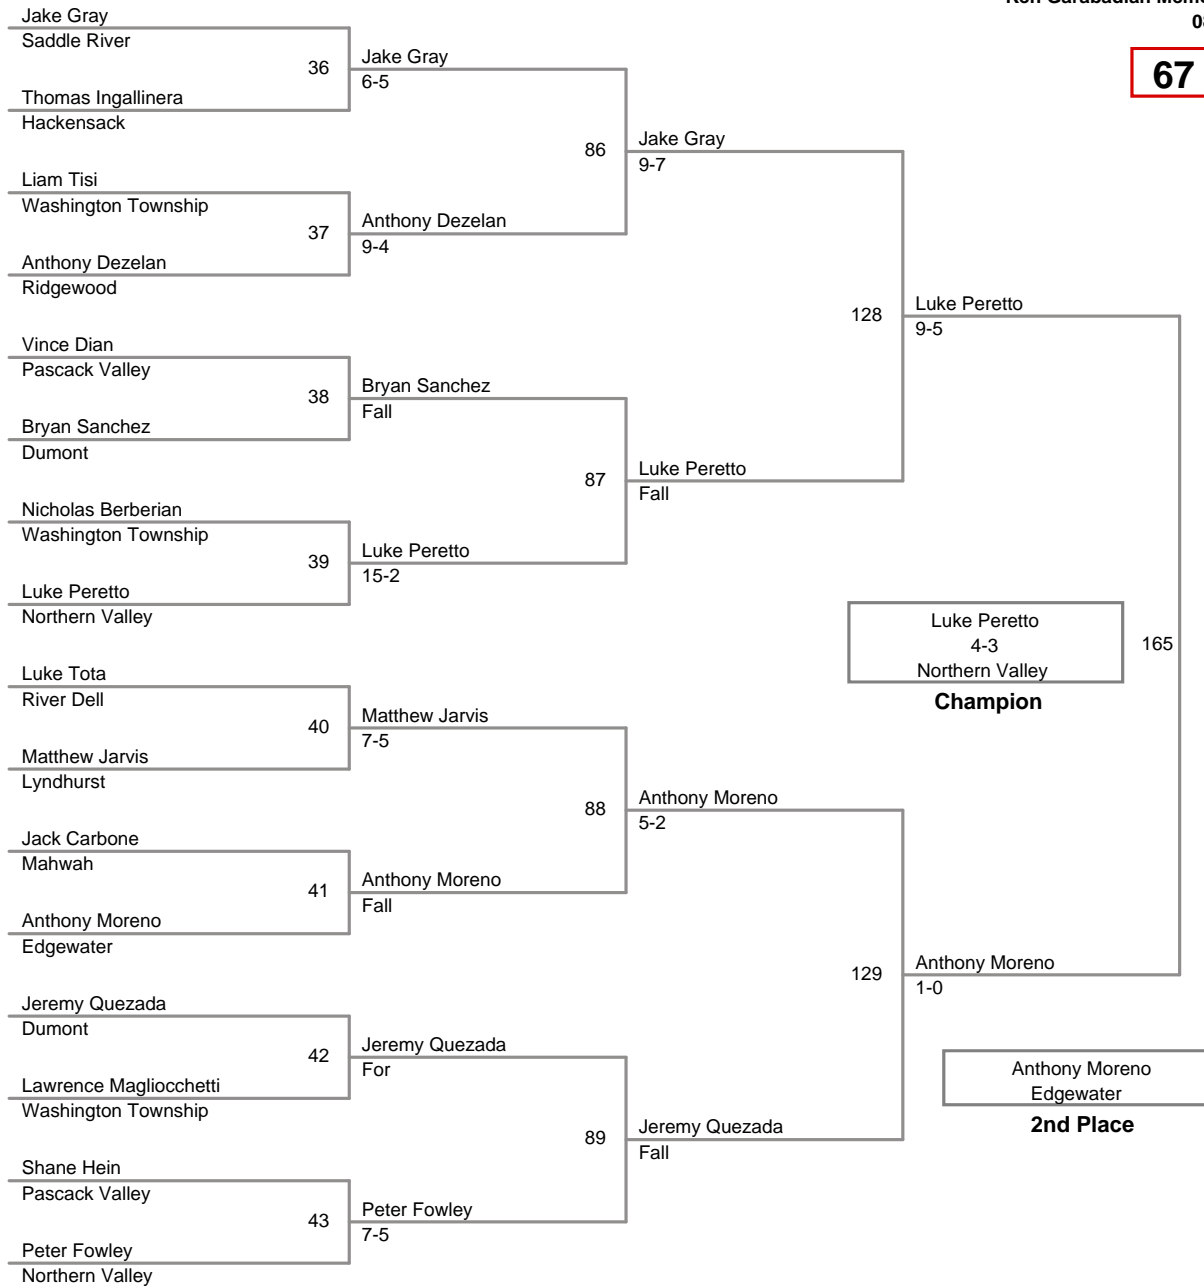 Jake Gray
Saddle River
36
Jake Gray
6-5
67
Thomas Ingallinera
Hackensack
86
Jake Gray
9-7
Liam Tisi
Washington Township
37
Anthony Dezelan
9-4
Anthony Dezelan
Ridgewood
128
Luke Peretto
9-5
Vince Dian
Pascack Valley
38
Bryan Sanchez
Fall
Bryan Sanchez
Dumont
87
Luke Peretto
Fall
Nicholas Berberian
Washington Township
39
Luke Peretto
15-2
Luke Peretto
Northern Valley
Luke Peretto
4-3
Northern Valley
165
Champion
Luke Tota
River Dell
40
Matthew Jarvis
7-5
Matthew Jarvis
Lyndhurst
88
Anthony Moreno
5-2
Jack Carbone
Mahwah
41
Anthony Moreno
Fall
Anthony Moreno
Edgewater
129
Anthony Moreno
1-0
Jeremy Quezada
Dumont
42
Jeremy Quezada
For
Lawrence Magliocchetti
Washington Township
Anthony Moreno
Edgewater
2nd Place
89
Jeremy Quezada
Fall
Shane Hein
Pascack Valley
43
Peter Fowley
7-5
Peter Fowley
Northern Valley